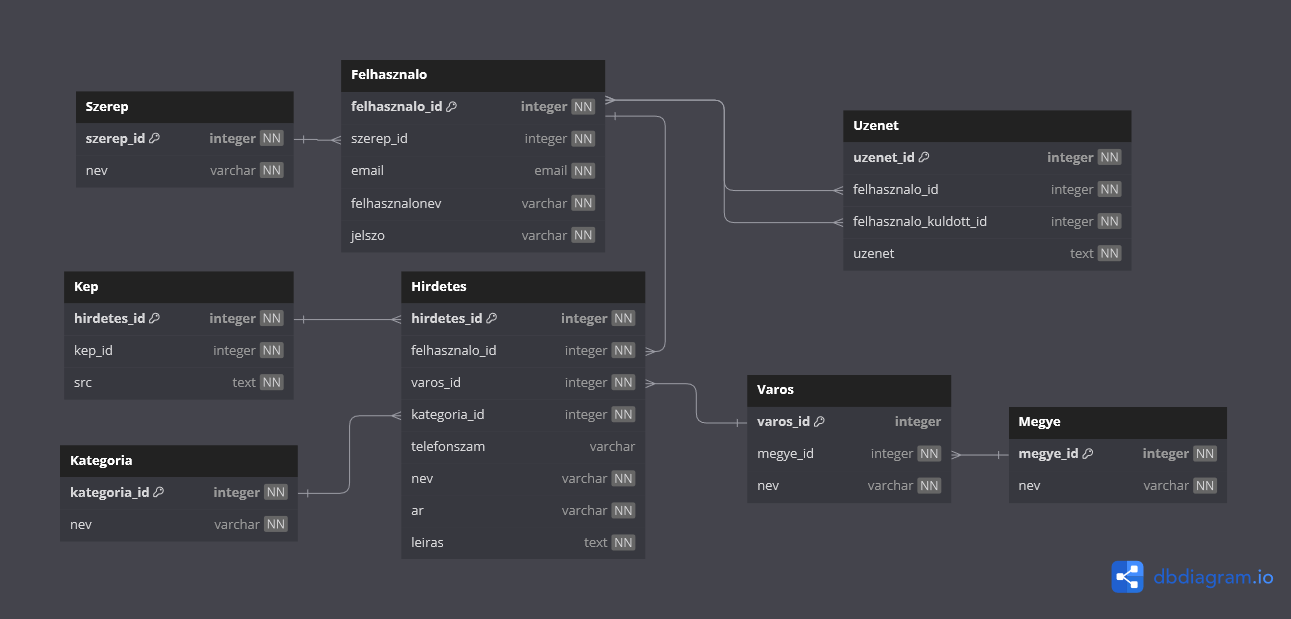 Szerep
szerep_id integer NN
nev varchar NN
Felhasznalo
felhasznalo_id integer NN
szerep_id integer NN
email email NN
felhasznalonev varchar NN
jelszo varchar NN
Uzenet
uzenet_id integer NN
felhasznalo_id integer NN
felhasznalo_kuldott_id integer NN
uzenet text NN
Kep
hirdetes_id integer NN
kep_id integer NN
src text NN
Hirdetes
hirdetes_id integer NN
felhasznalo_id integer NN
varos_id integer NN
kategoria_id integer NN
telefonszam varchar
nev varchar NN
ar varchar NN
leiras text NN
Kategoria
kategoria_id integer NN
nev varchar NN
Varos
varos_id integer
megye_id integer NN
nev varchar NN
Megye
megye_id integer NN
nev varchar NN
dbdiagram.io